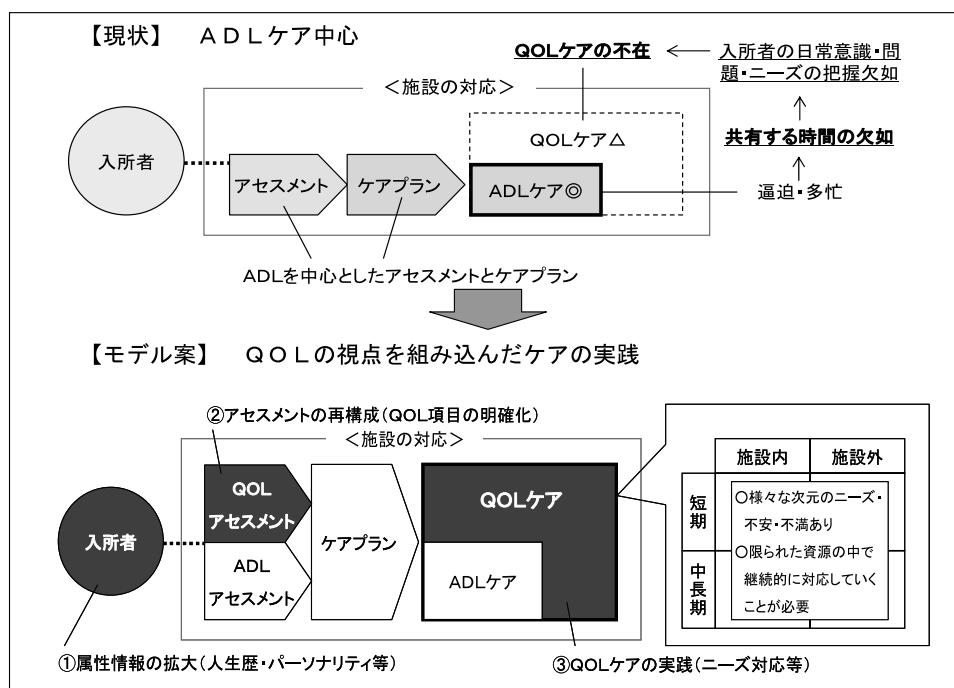 【現状】　ＡＤＬケア中心
QOLケアの不在
入所者の日常意識・問
題・ニーズの把握欠如
＜施設の対応＞
共有する時間の欠如
QOLケア△
入所者
アセスメント
ケアプラン
ADLケア◎
逼迫・多忙
ADLを中心としたアセスメントとケアプラン
【モデル案】　ＱＯＬの視点を組み込んだケアの実践
②アセスメントの再構成（QOL項目の明確化）
＜施設の対応＞
施設内
施設外
短期
中長期
○様々な次元のニーズ・
不安・不満あり
○限られた資源の中で
継続的に対応していく
ことが必要
入所者
QOL
アセスメント
ADL
アセスメント
ケアプラン
QOLケア
ADLケア
①属性情報の拡大（人生歴・パーソナリティ等）
③QOLケアの実践（ニーズ対応等）